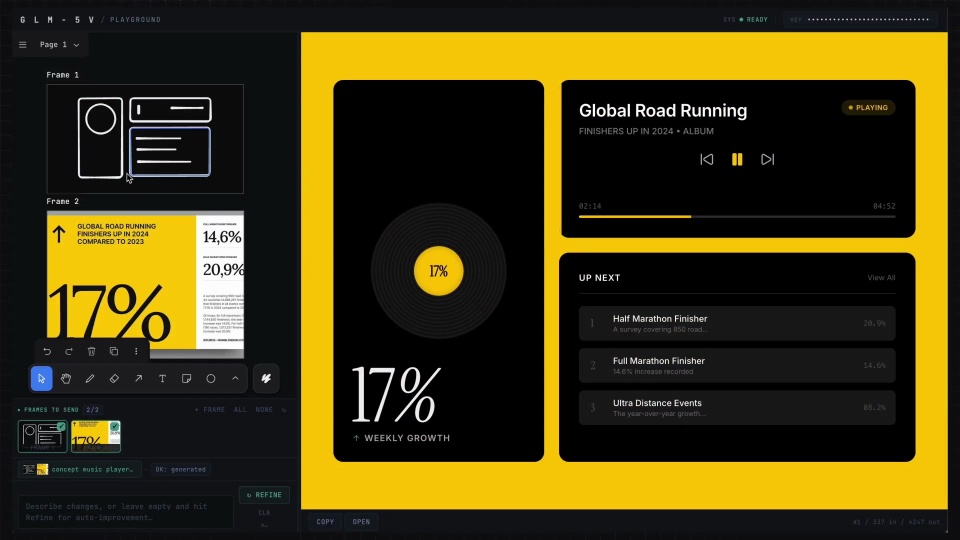 GLM-5V / PLAYGROUND
SYS READY
KEY
Page 1
Frame 1
Frame 2
GLOBAL ROAD RUNNING
FINISHERS UP IN 2024
COMPARED TO 2023
14,6%
20,9%
17%
FRAMES TO SEND 2/2
+ FRAME ALL NONE
17%
concept music player…
OK: generated
Describe changes, or leave empty and hit
Refine for auto-improvement…
↻ REFINE
CLR
17%
17%
↑ WEEKLY GROWTH
Global Road Running
PLAYING
FINISHERS UP IN 2024 • ALBUM
02:14
04:52
UP NEXT
View All
1
Half Marathon Finisher
A survey covering 850 road…
20.9%
2
Full Marathon Finisher
14.6% increase recorded
14.6%
3
Ultra Distance Events
The year-over-year growth…
COPY
OPEN